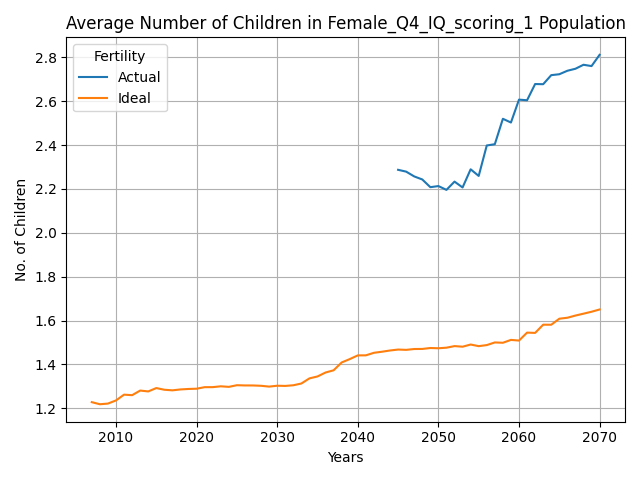 Average Number of Children in Female_Q4_IQ_scoring_1 Population
Fertility
Actual
Ideal
No. of Children
2.8
2.6
2.4
2.2
2.0
1.8
1.6
1.4
1.2
2010 2020 2030 2040 2050 2060 2070
Years